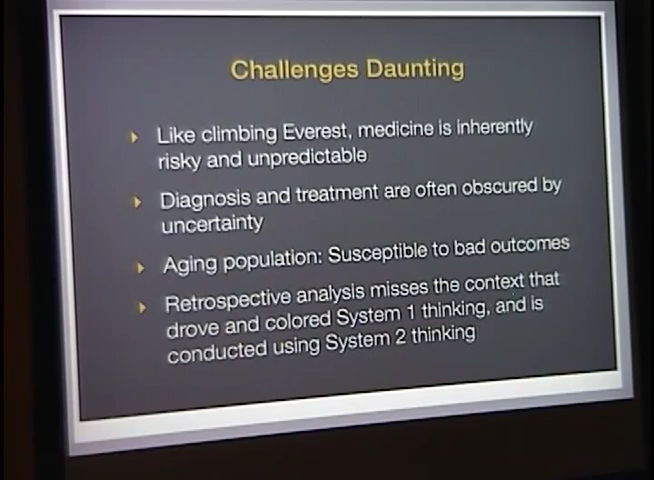 Challenges Daunting
Like climbing Everest, medicine is inherently
risky and unpredictable
Diagnosis and treatment are often obscured by
uncertainty
Aging population: Susceptible to bad outcomes
Retrospective analysis misses the context that
drove and colored System 1 thinking, and is
conducted using System 2 thinking